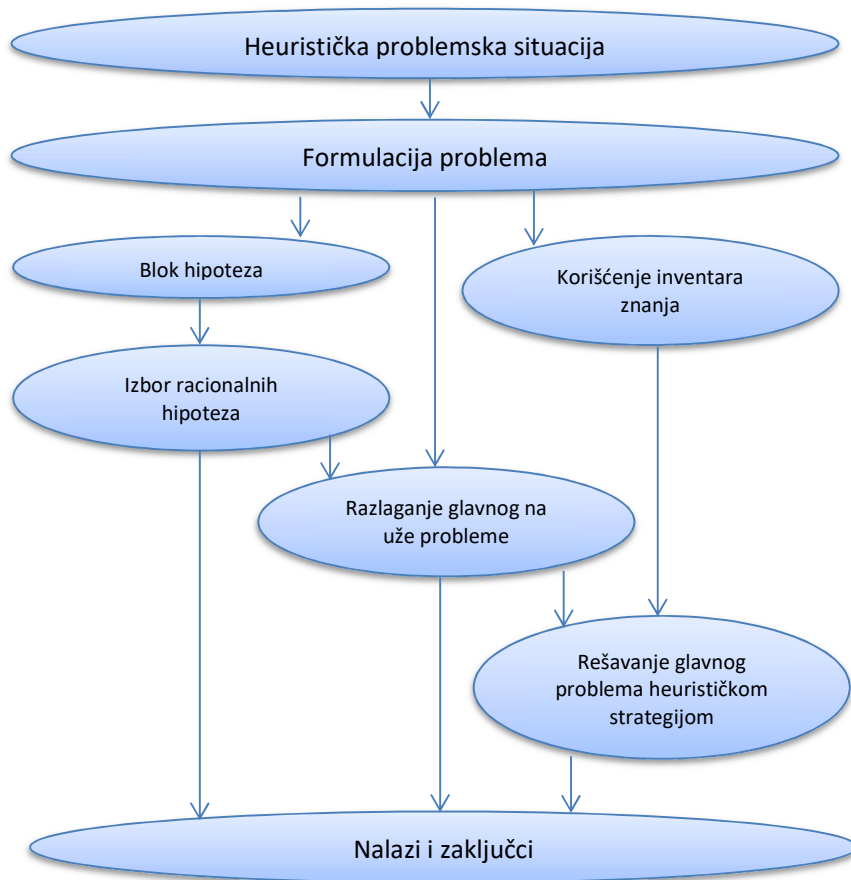 Heuristička problemska situacija
Formulacija problema
Blok hipoteza
Korišćenje inventara
znanja
Izbor racionalnih
hipoteza
Razlaganje glavnog na
uže probleme
Rešavanje glavnog
problema heurističkom
strategijom
Nalazi i zaključci